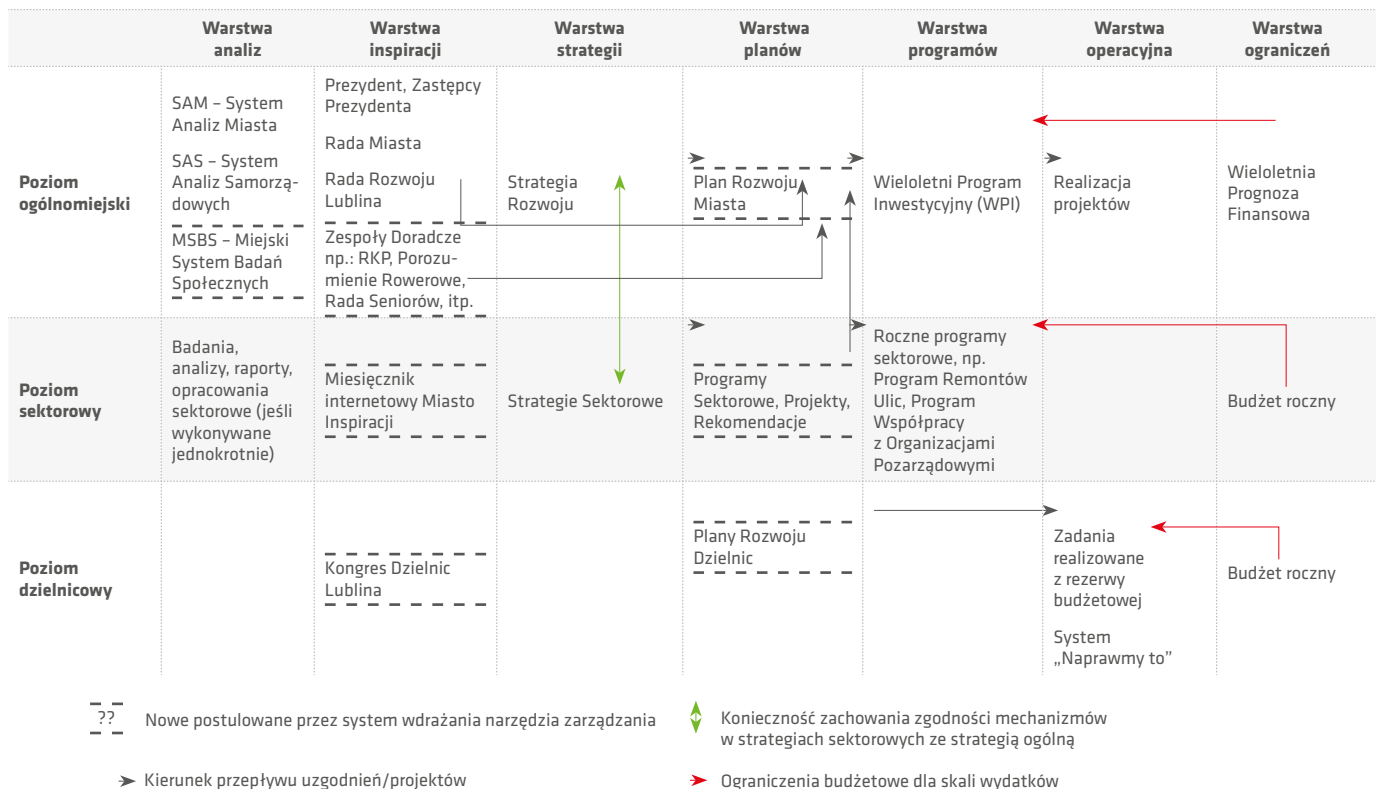 Warstwa
analiz
Warstwa
inspiracji
Warstwa
strategii
Warstwa
planów
Warstwa
programów
Warstwa
operacyjna
Warstwa
ograniczeń
Poziom
ogólnomiejski
SAM – System
Analiz Miasta
SAS – System
Analiz Samorzą-
dowych
MSBS – Miejski
System Badań
Społecznych
Prezydent, Zastępcy
Prezydenta
Rada Miasta
Rada Rozwoju
Lublina
Zespoły Doradcze
np.: RKP, Porozu-
mienie Rowerowe,
Rada Seniorów, itp.
Strategia
Rozwoju
Plan Rozwoju
Miasta
Wieloletni Program
Inwestycyjny (WPI)
Realizacja
projektów
Wieloletnia
Prognoza
Finansowa
Poziom
sektorowy
Badania,
analizy, raporty,
opracowania
sektorowe (jeśli
wykonywane
jednokrotnie)
Miesięcznik
internetowy Miasto
Inspiracji
Strategie Sektorowe
Programy
Sektorowe, Projekty,
Rekomendacje
Roczne programy
sektorowe, np.
Program Remontów
Ulic, Program
Współpracy
z Organizacjami
Pozarządowymi
Budżet roczny
Poziom
dzielnicowy
Kongres Dzielnic
Lublina
Plany Rozwoju
Dzielnic
Zadania
realizowane
z rezerwy
budżetowej
System
„Naprawmy to”
Budżet roczny
?? Nowe postulowane przez system wdrażania narzędzia zarządzania
Konieczność zachowania zgodności mechanizmów
w strategiach sektorowych ze strategią ogólną
Kierunek przepływu uzgodnień/projektów
Ograniczenia budżetowe dla skali wydatków